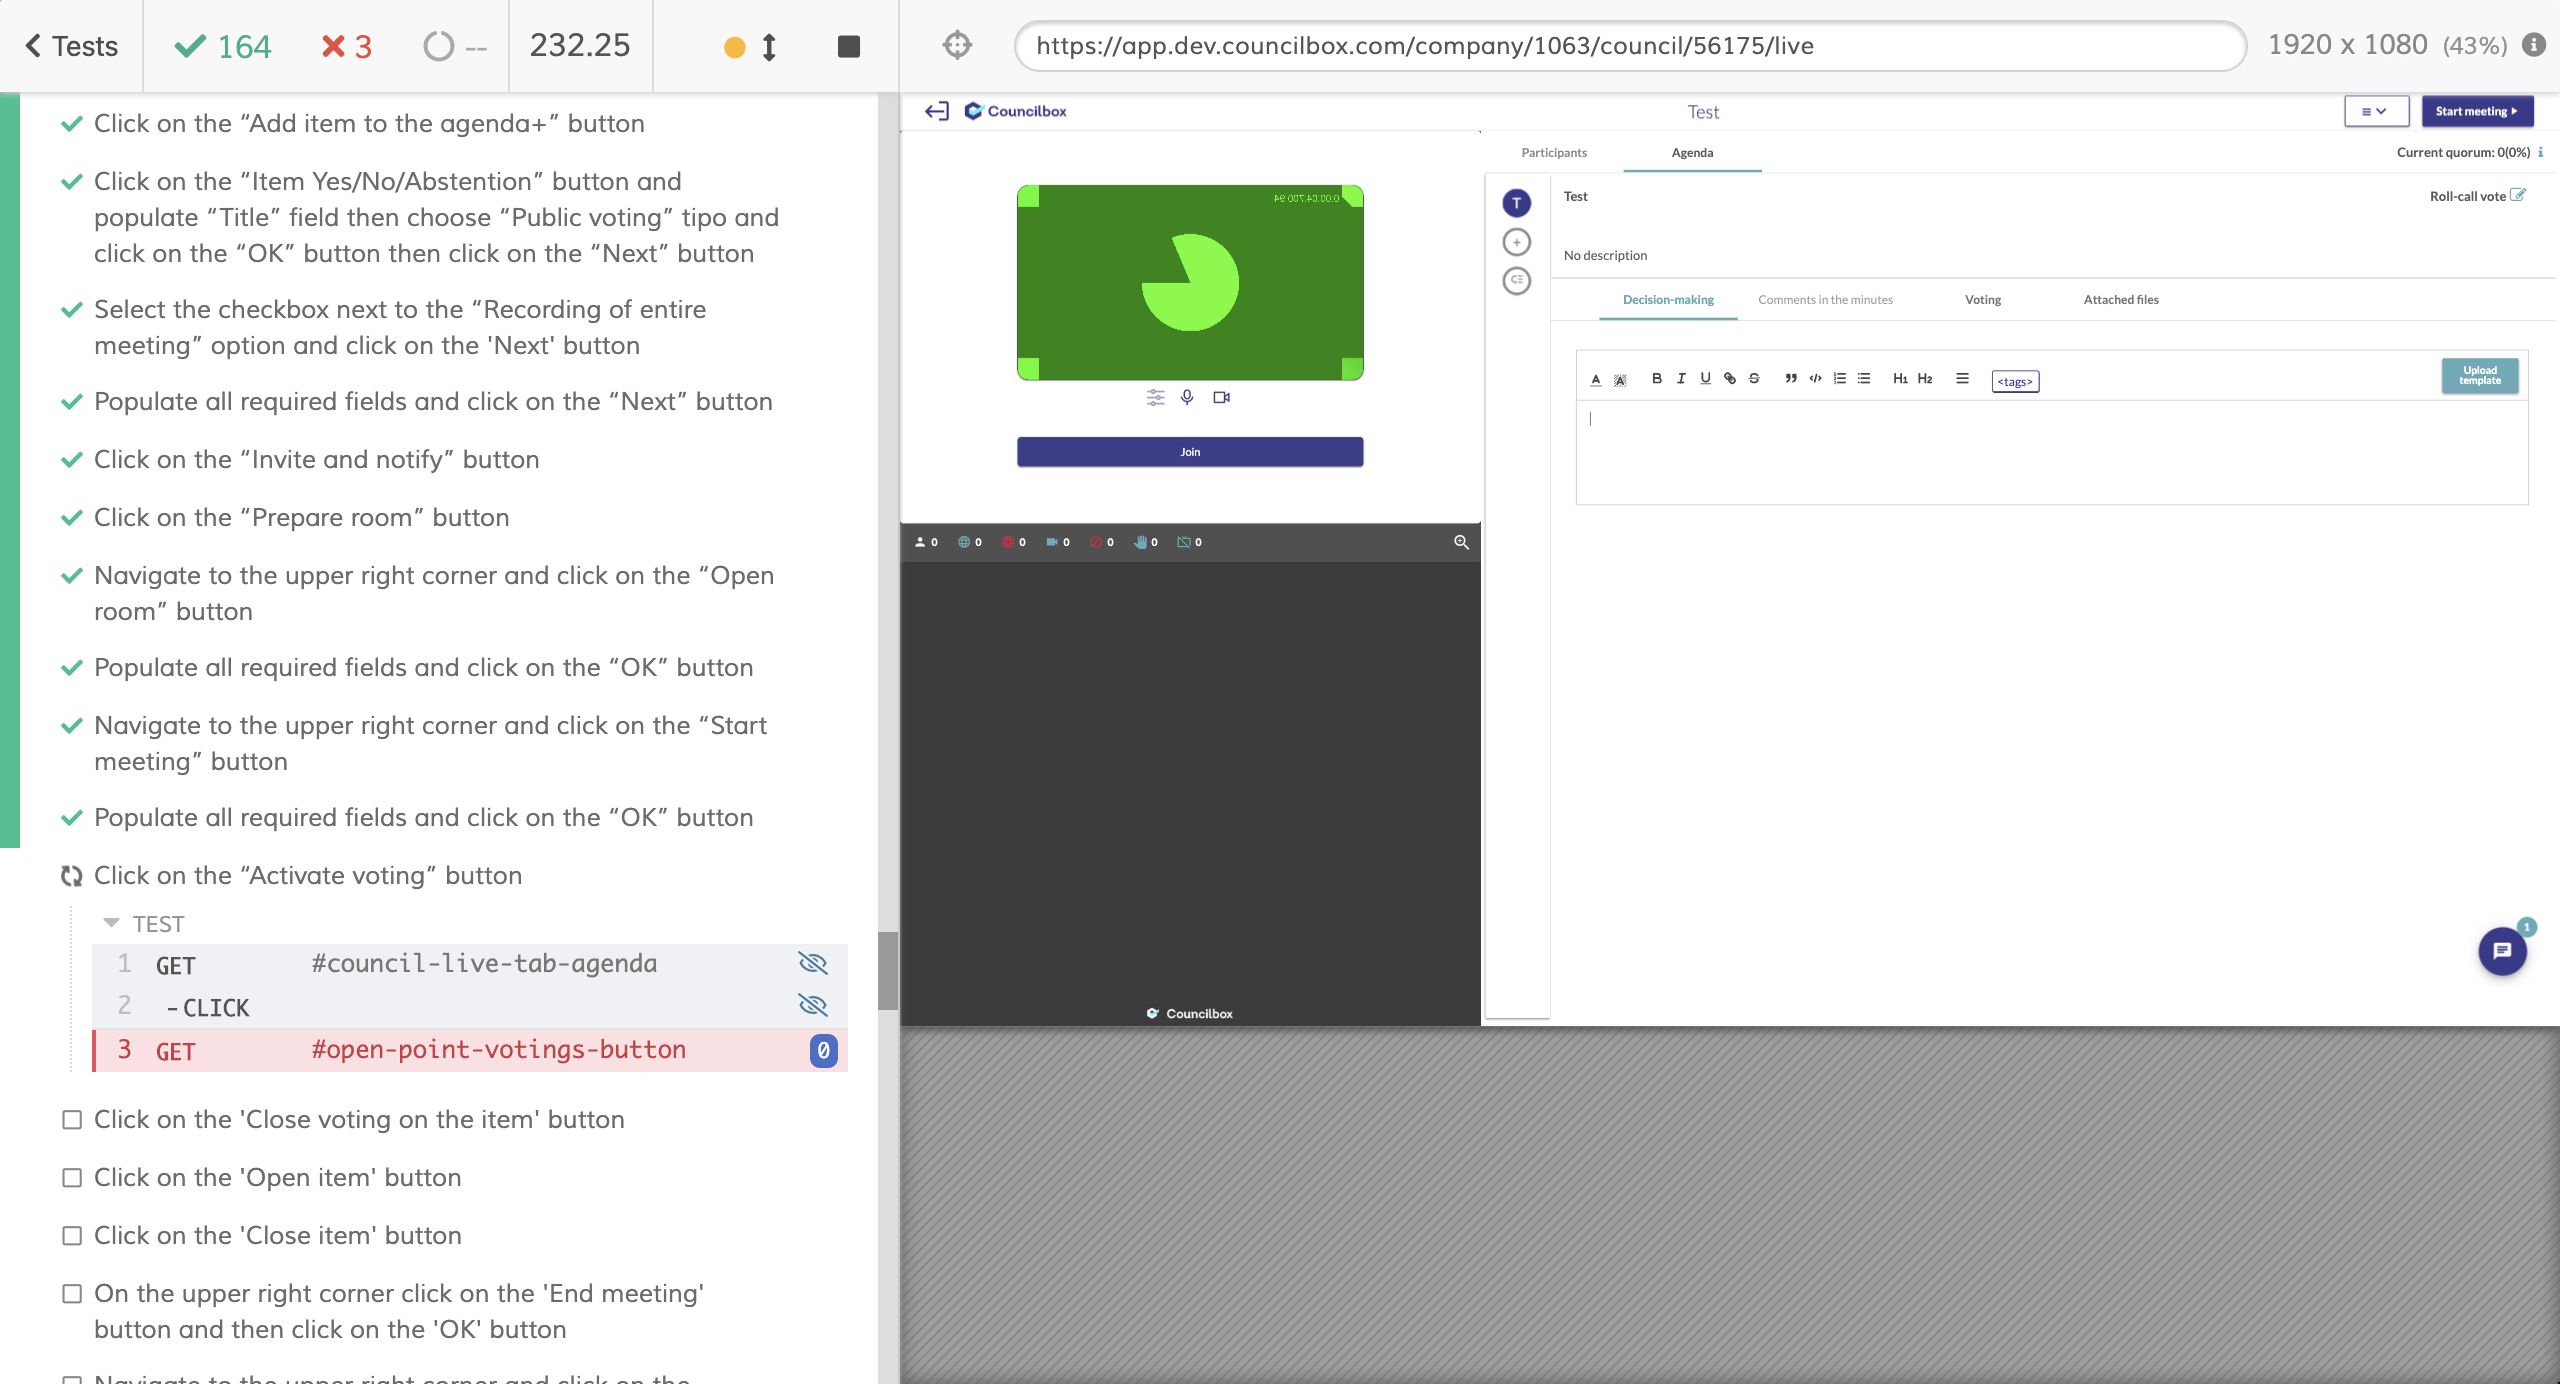 Tests
164
3
--
232.25
https://app.dev.councilbox.com/company/1063/council/56175/live
1920 x 1080 (43%)
Click on the “Add item to the agenda+” button
Click on the “Item Yes/No/Abstention” button and
populate “Title” field then choose “Public voting” tipo and
click on the “OK” button then click on the “Next” button
Select the checkbox next to the “Recording of entire
meeting” option and click on the 'Next' button
Populate all required fields and click on the “Next” button
Click on the “Invite and notify” button
Click on the “Prepare room” button
Navigate to the upper right corner and click on the “Open
room” button
Populate all required fields and click on the “OK” button
Navigate to the upper right corner and click on the “Start
meeting” button
Populate all required fields and click on the “OK” button
Click on the “Activate voting” button
TEST
1 GET #council-live-tab-agenda
2 -CLICK
3 GET #open-point-votings-button 0
Click on the 'Close voting on the item' button
Click on the 'Open item' button
Click on the 'Close item' button
On the upper right corner click on the 'End meeting'
button and then click on the 'OK' button
Navigate to the upper right corner and click on the
Councilbox
Test
Start meeting
Participants
Agenda
Current quorum: 0(0%)
T
Test
Roll-call vote
No description
Decision-making
Comments in the minutes
Voting
Attached files
B I U S H1 H2 <tags>
Upload
template
Join
0 0 0 0 0 0 0
1
Councilbox